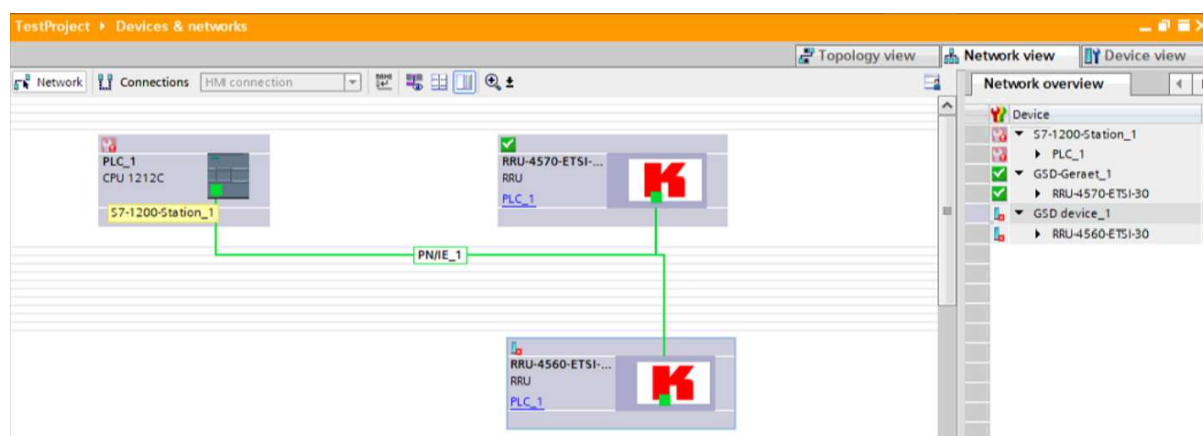 TestProject ▸ Devices & networks
Topology view
Network view
Device view
Network
Connections
HMI connection
Network overview
Device
S7-1200-Station_1
PLC_1
GSD-Geraet_1
RRU-4570-ETSI-30
GSD device_1
RRU-4560-ETSI-30
PLC_1
CPU 1212C
S7-1200-Station_1
RRU-4570-ETSI-...
RRU
PLC_1
PN/IE_1
RRU-4560-ETSI-...
RRU
PLC_1